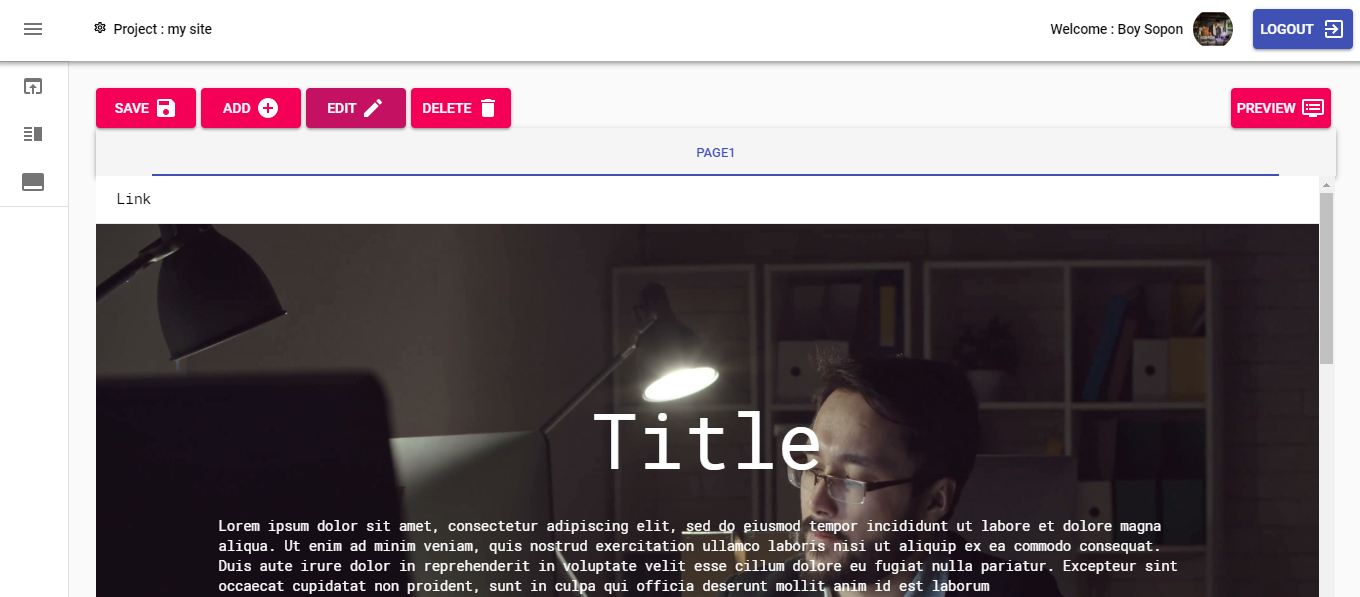 Project : my site
Welcome : Boy Sopon
LOGOUT
SAVE
ADD
EDIT
DELETE
PREVIEW
PAGE1
Link
Title
Lorem ipsum dolor sit amet, consectetur adipiscing elit, sed do eiusmod tempor incididunt ut labore et dolore magna
aliqua. Ut enim ad minim veniam, quis nostrud exercitation ullamco laboris nisi ut aliquip ex ea commodo consequat.
Duis aute irure dolor in reprehenderit in voluptate velit esse cillum dolore eu fugiat nulla pariatur. Excepteur sint
occaecat cupidatat non proident, sunt in culpa qui officia deserunt mollit anim id est laborum